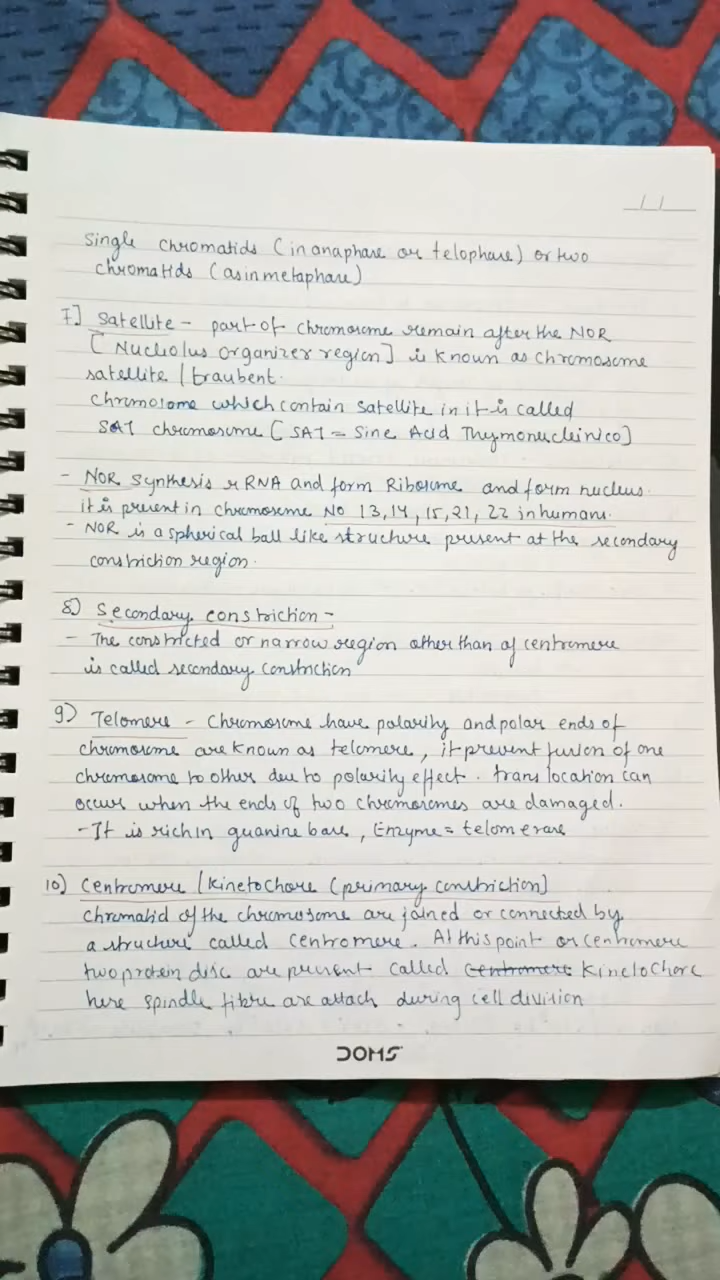 single chromatids (in anaphase or telophase) or two
chromatids (as in metaphase)
7] Satellite - part of chromosome remain after the NOR
[Nucleolus organizer region] is known as chromosome
satellite / trabent.
chromosome which contain satellite in it is called
SAT chromosome [SAT = Sine Acid Thymonucleinico]
- NOR synthesis rRNA and form Ribosome and form nucleus.
it is present in chromosome No 13, 14, 15, 21, 22 in humans.
- NOR is a spherical ball like structure present at the secondary
constriction region.
8) Secondary constriction -
- The constricted or narrow region other than of centromere
is called secondary constriction
9) Telomere - Chromosome have polarity and polar ends of
chromosome are known as telomere, it prevent fusion of one
chromosome to other due to polarity effect. trans location can
occur when the ends of two chromosomes are damaged.
- It is rich in guanine base, Enzyme = telomerase
10) Centromere / Kinetochore (primary constriction]
chromatid of the chromosome are joined or connected by
a structure called centromere. At this point or centromere
two protein disc are present called centromere kinetochore
here spindle fibre are attach during cell division
DOMS